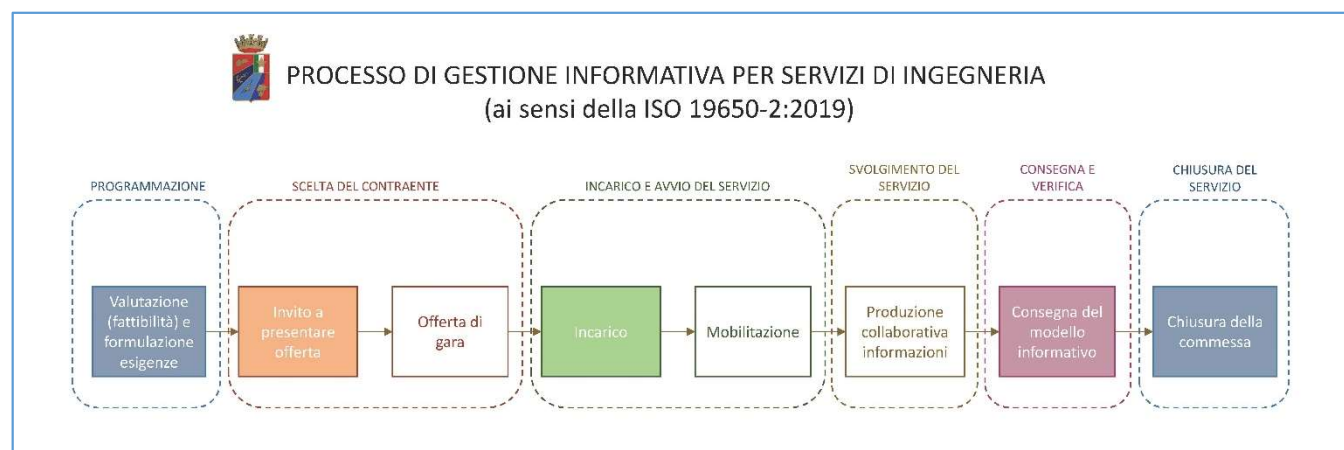 PROCESSO DI GESTIONE INFORMATIVA PER SERVIZI DI INGEGNERIA
(ai sensi della ISO 19650-2:2019)
PROGRAMMAZIONE
SCELTA DEL CONTRAENTE
INCARICO E AVVIO DEL SERVIZIO
SVOLGIMENTO DEL
SERVIZIO
CONSEGNA E
VERIFICA
CHIUSURA DEL
SERVIZIO
Valutazione
(fattibilità) e
formulazione
esigenze
Invito a
presentare
offerta
Offerta di
gara
Incarico
Mobilitazione
Produzione
collaborativa
informazioni
Consegna del
modello
informativo
Chiusura della
commessa